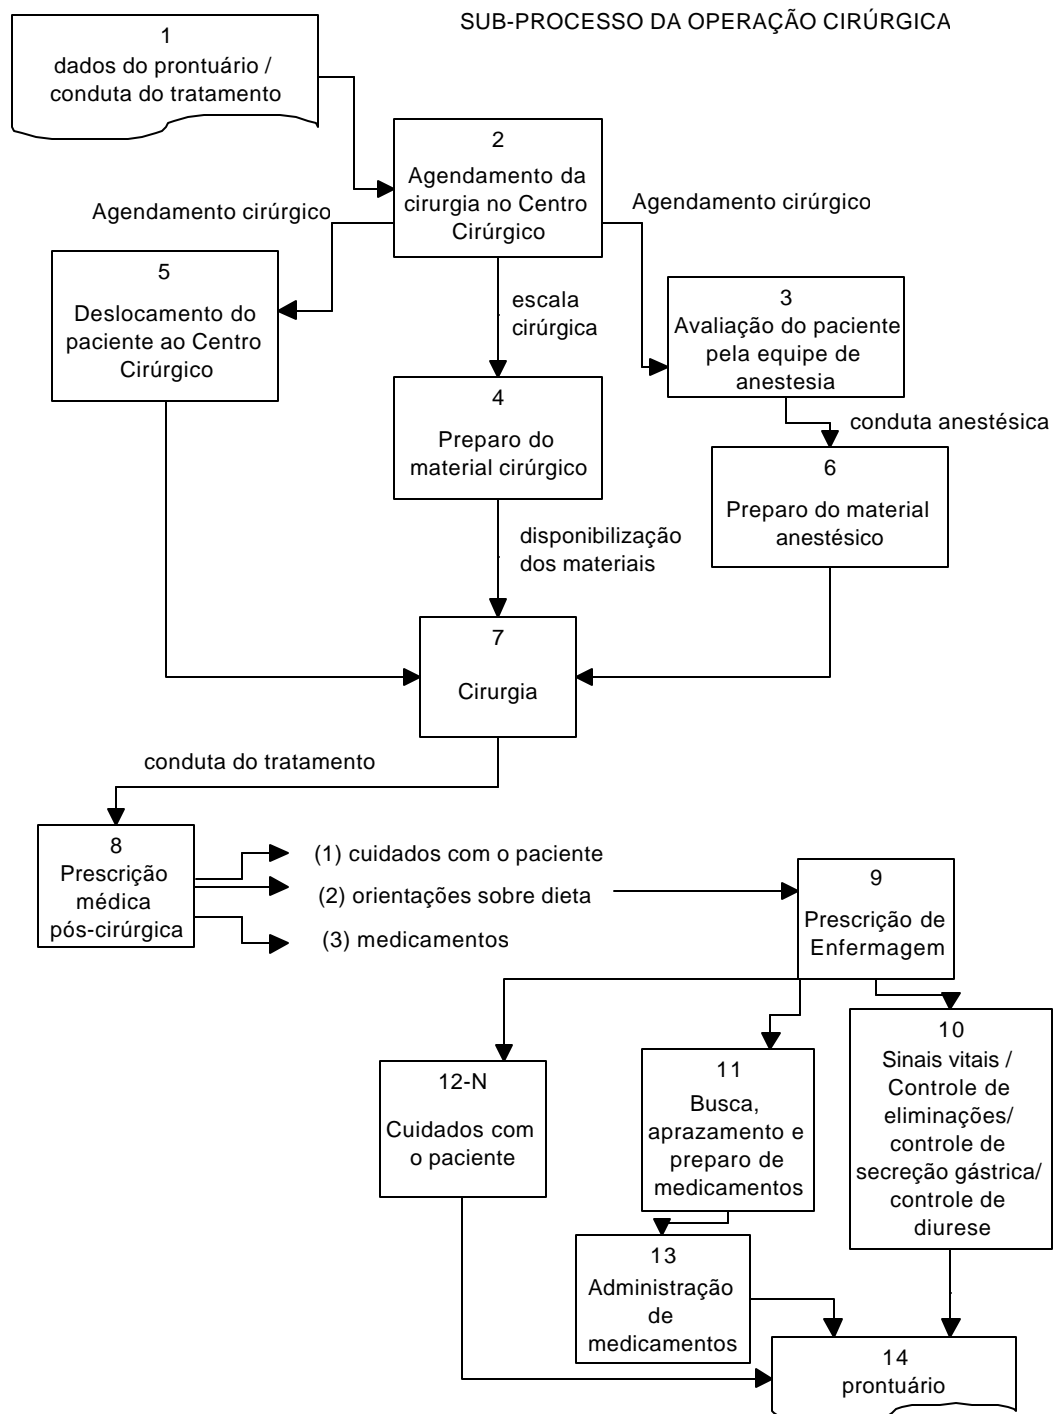 SUB-PROCESSO DA OPERAÇÃO CIRÚRGICA
1
dados do prontuário /
conduta do tratamento
2
Agendamento da
cirurgia no Centro
Cirúrgico
Agendamento cirúrgico
Agendamento cirúrgico
5
Deslocamento do
paciente ao Centro
Cirúrgico
escala
cirúrgica
3
Avaliação do paciente
pela equipe de
anestesia
4
Preparo do
material cirúrgico
conduta anestésica
6
Preparo do material
anestésico
disponibilização
dos materiais
7
Cirurgia
conduta do tratamento
8
Prescrição
médica
pós-cirúrgica
(1) cuidados com o paciente
(2) orientações sobre dieta
(3) medicamentos
9
Prescrição de
Enfermagem
12-N
Cuidados com
o paciente
11
Busca,
aprazamento e
preparo de
medicamentos
10
Sinais vitais /
Controle de
eliminações/
controle de
secreção gástrica/
controle de
diurese
13
Administração
de
medicamentos
14
prontuário